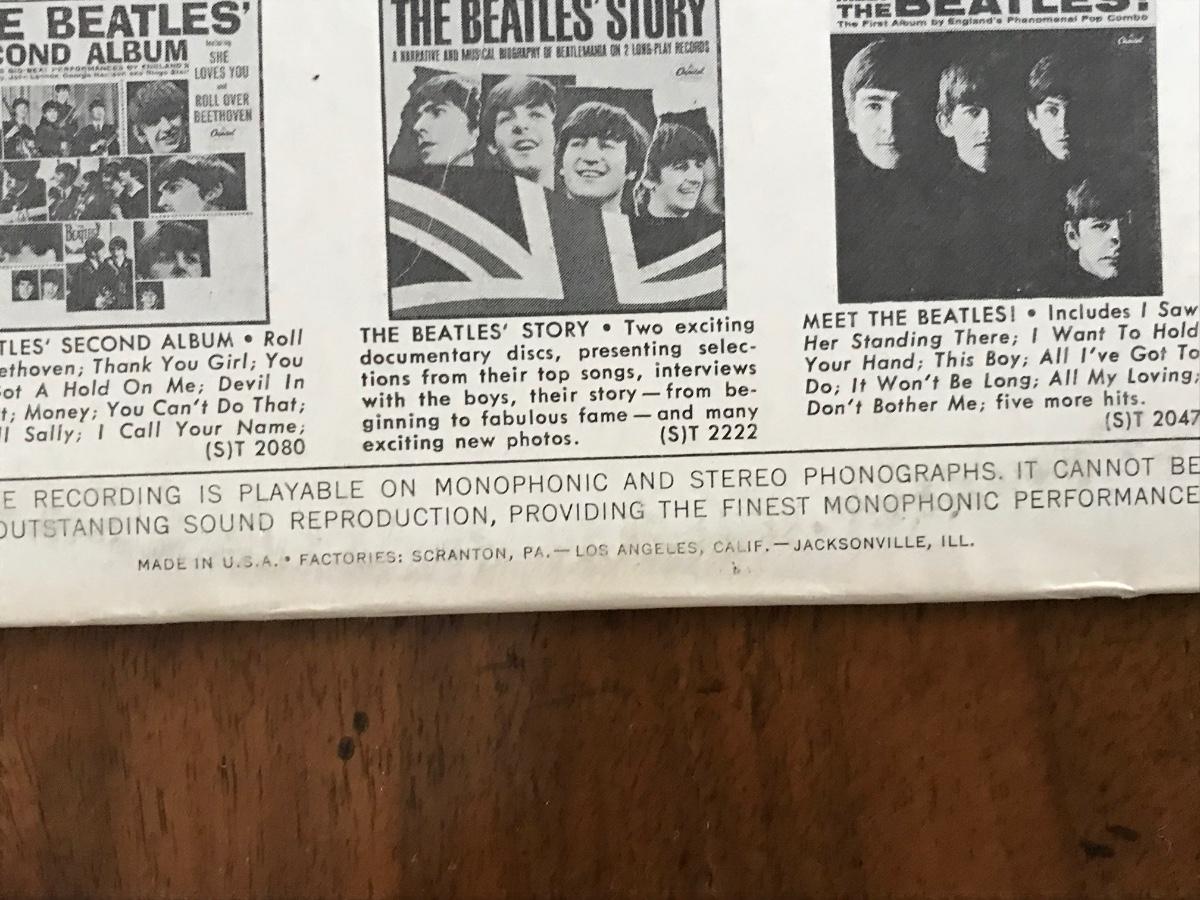 E BEATLES'
COND ALBUM
featuring
SHE
LOVES YOU
and
ROLL OVER
BEETHOVEN
Capitol
THE BEATLES' STORY
A NARRATIVE AND MUSICAL BIOGRAPHY OF BEATLEMANIA ON 2 LONG-PLAY RECORDS
Capitol
THE BEATLES!
The First Album by England's Phenomenal Pop Combo
Capitol
TLES' SECOND ALBUM • Roll
eethoven; Thank You Girl; You
Got A Hold On Me; Devil In
t; Money; You Can't Do That;
ll Sally; I Call Your Name;
(S)T 2080
THE BEATLES' STORY • Two exciting
documentary discs, presenting selec-
tions from their top songs, interviews
with the boys, their story — from be-
ginning to fabulous fame — and many
exciting new photos. (S)T 2222
MEET THE BEATLES! • Includes I Saw
Her Standing There; I Want To Hold
Your Hand; This Boy; All I've Got To
Do; It Won't Be Long; All My Loving;
Don't Bother Me; five more hits.
(S)T 2047
E RECORDING IS PLAYABLE ON MONOPHONIC AND STEREO PHONOGRAPHS. IT CANNOT BE
OUTSTANDING SOUND REPRODUCTION, PROVIDING THE FINEST MONOPHONIC PERFORMANCE
MADE IN U.S.A. • FACTORIES: SCRANTON, PA. — LOS ANGELES, CALIF. — JACKSONVILLE, ILL.